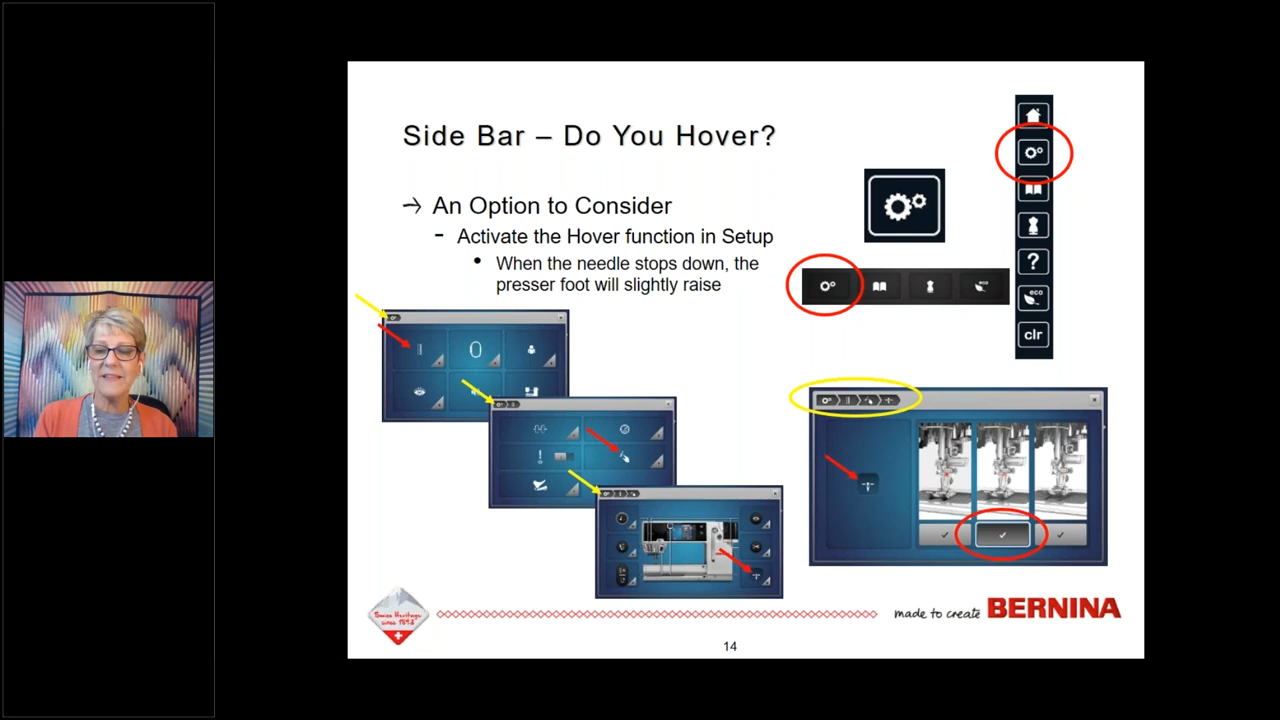 Side Bar – Do You Hover?
An Option to Consider
Activate the Hover function in Setup
When the needle stops down, the
presser foot will slightly raise
?
eco
clr
eco
Swiss Heritage
since 1893
made to create BERNINA
14